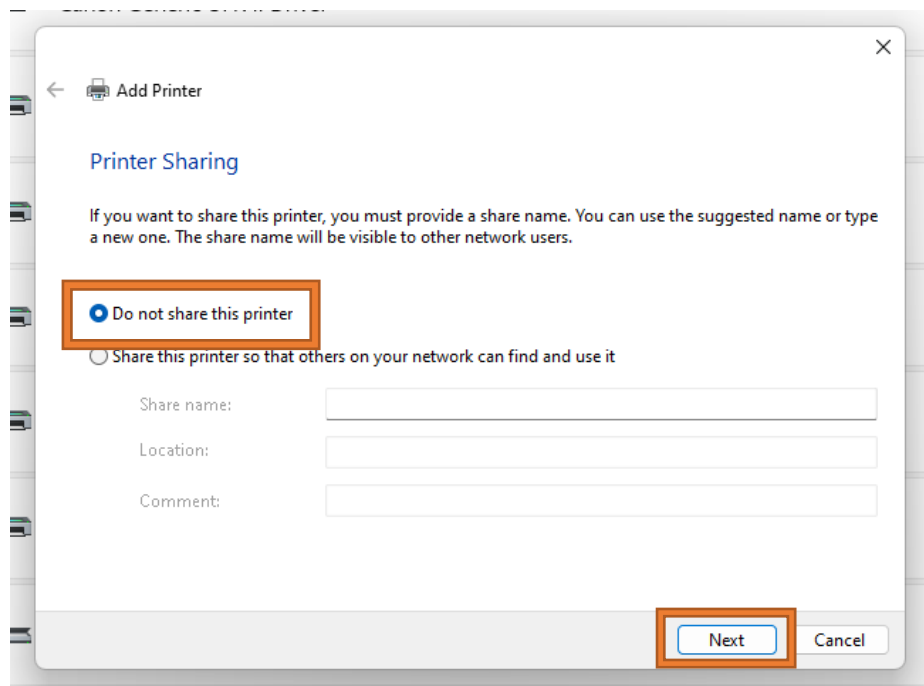 Add Printer
Printer Sharing
If you want to share this printer, you must provide a share name. You can use the suggested name or type
a new one. The share name will be visible to other network users.
Do not share this printer
Share this printer so that others on your network can find and use it
Share name:
Location:
Comment:
Next Cancel